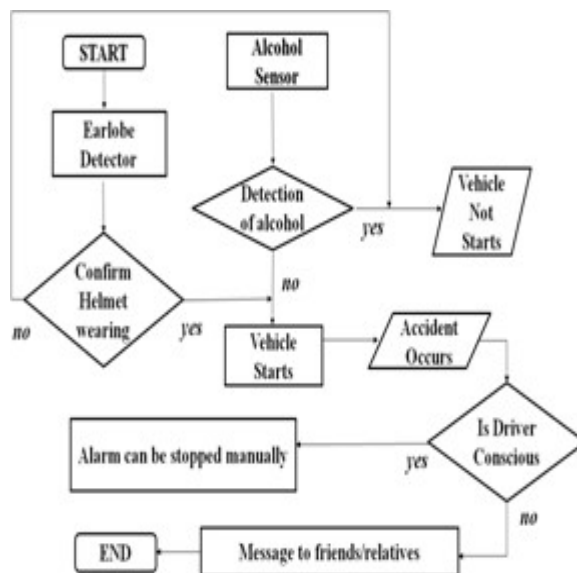 START
Earlobe
Detector
Confirm
Helmet
wearing
no
yes
Alcohol
Sensor
Detection
of alcohol
yes
no
Vehicle
Not
Starts
Vehicle
Starts
Accident
Occurs
Is Driver
Conscious
yes
no
Alarm can be stopped manually
Message to friends/relatives
END